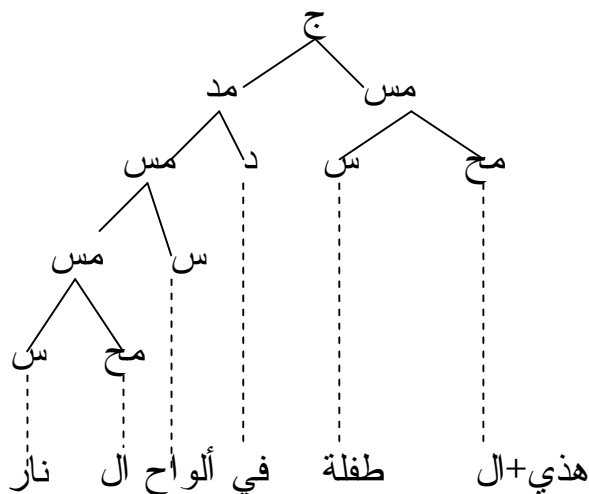 ج
مس مد
مح س د مس
س مس
مح س
هذي+ال طفلة في ألواح ال نار